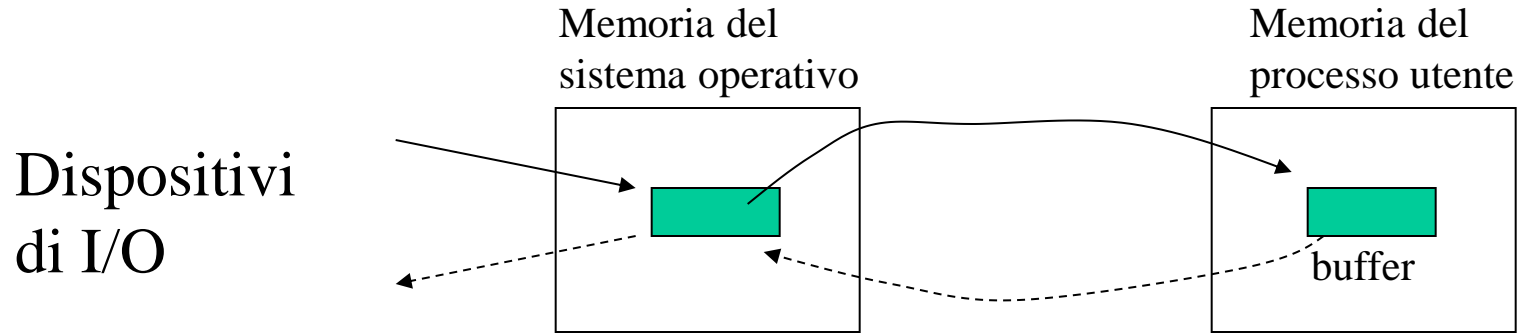 Memoria del
sistema operativo
Memoria del
processo utente
Dispositivi
di I/O
buffer